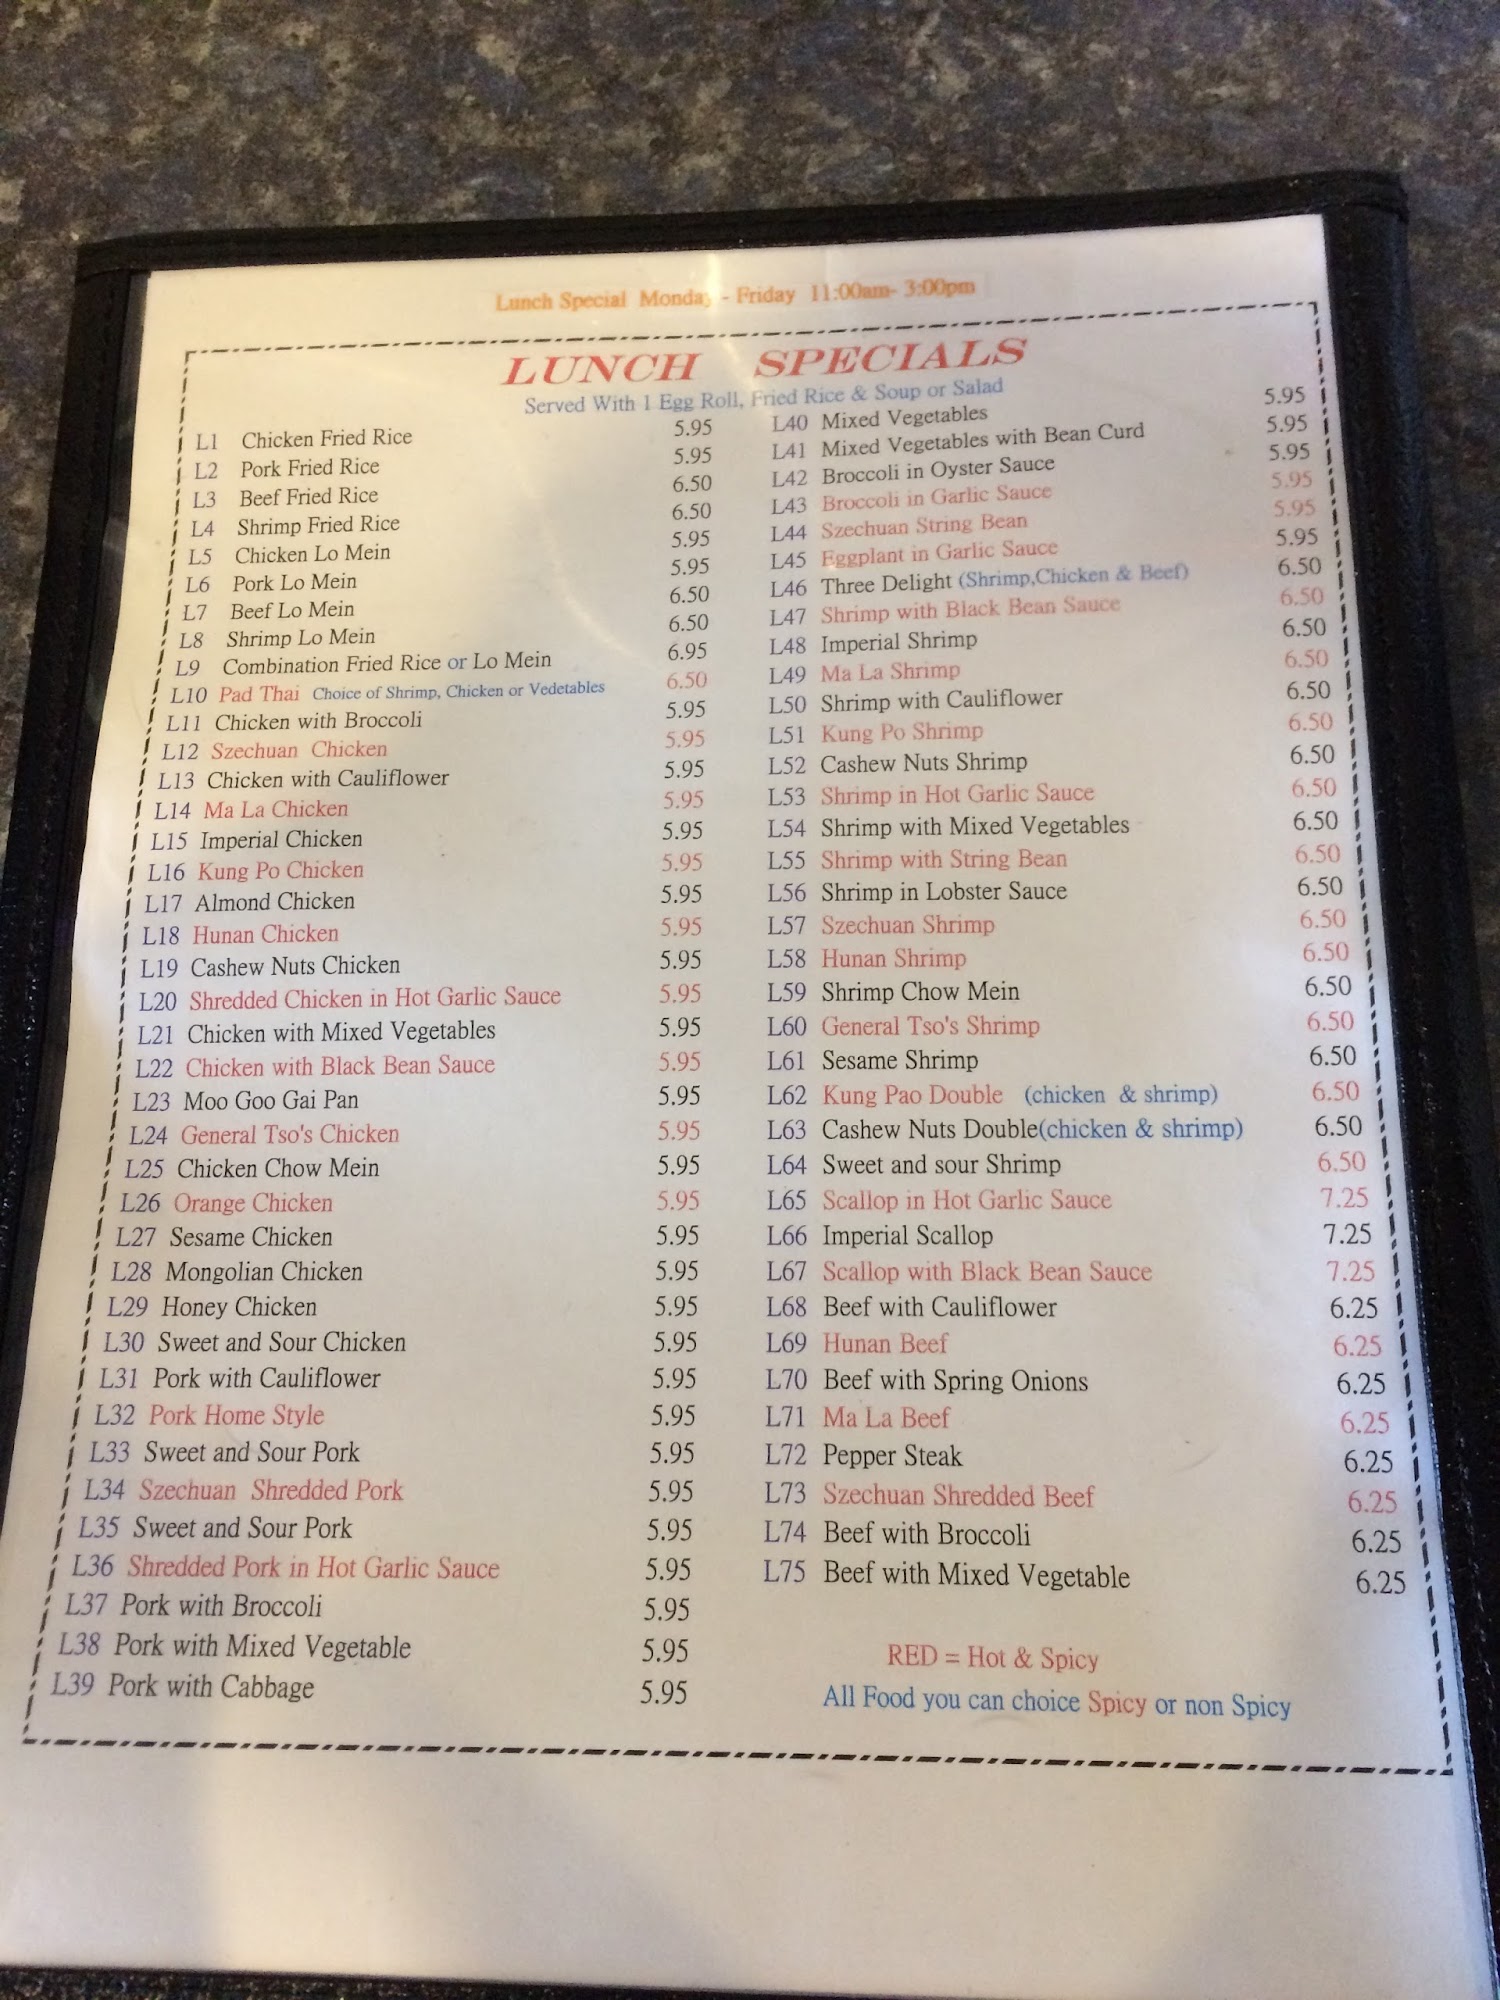 Lunch Special Monday - Friday 11:00am- 3:00pm
LUNCH SPECIALS
Served With 1 Egg Roll, Fried Rice & Soup or Salad
L1 Chicken Fried Rice 5.95
L2 Pork Fried Rice 5.95
L3 Beef Fried Rice 6.50
L4 Shrimp Fried Rice 6.50
L5 Chicken Lo Mein 5.95
L6 Pork Lo Mein 5.95
L7 Beef Lo Mein 6.50
L8 Shrimp Lo Mein 6.50
L9 Combination Fried Rice or Lo Mein 6.95
L10 Pad Thai Choice of Shrimp, Chicken or Vedetables 6.50
L11 Chicken with Broccoli 5.95
L12 Szechuan Chicken 5.95
L13 Chicken with Cauliflower 5.95
L14 Ma La Chicken 5.95
L15 Imperial Chicken 5.95
L16 Kung Po Chicken 5.95
L17 Almond Chicken 5.95
L18 Hunan Chicken 5.95
L19 Cashew Nuts Chicken 5.95
L20 Shredded Chicken in Hot Garlic Sauce 5.95
L21 Chicken with Mixed Vegetables 5.95
L22 Chicken with Black Bean Sauce 5.95
L23 Moo Goo Gai Pan 5.95
L24 General Tso's Chicken 5.95
L25 Chicken Chow Mein 5.95
L26 Orange Chicken 5.95
L27 Sesame Chicken 5.95
L28 Mongolian Chicken 5.95
L29 Honey Chicken 5.95
L30 Sweet and Sour Chicken 5.95
L31 Pork with Cauliflower 5.95
L32 Pork Home Style 5.95
L33 Sweet and Sour Pork 5.95
L34 Szechuan Shredded Pork 5.95
L35 Sweet and Sour Pork 5.95
L36 Shredded Pork in Hot Garlic Sauce 5.95
L37 Pork with Broccoli 5.95
L38 Pork with Mixed Vegetable 5.95
L39 Pork with Cabbage 5.95
L40 Mixed Vegetables 5.95
L41 Mixed Vegetables with Bean Curd 5.95
L42 Broccoli in Oyster Sauce 5.95
L43 Broccoli in Garlic Sauce 5.95
L44 Szechuan String Bean 5.95
L45 Eggplant in Garlic Sauce 5.95
L46 Three Delight (Shrimp,Chicken & Beef) 6.50
L47 Shrimp with Black Bean Sauce 6.50
L48 Imperial Shrimp 6.50
L49 Ma La Shrimp 6.50
L50 Shrimp with Cauliflower 6.50
L51 Kung Po Shrimp 6.50
L52 Cashew Nuts Shrimp 6.50
L53 Shrimp in Hot Garlic Sauce 6.50
L54 Shrimp with Mixed Vegetables 6.50
L55 Shrimp with String Bean 6.50
L56 Shrimp in Lobster Sauce 6.50
L57 Szechuan Shrimp 6.50
L58 Hunan Shrimp 6.50
L59 Shrimp Chow Mein 6.50
L60 General Tso's Shrimp 6.50
L61 Sesame Shrimp 6.50
L62 Kung Pao Double (chicken & shrimp) 6.50
L63 Cashew Nuts Double(chicken & shrimp) 6.50
L64 Sweet and sour Shrimp 6.50
L65 Scallop in Hot Garlic Sauce 7.25
L66 Imperial Scallop 7.25
L67 Scallop with Black Bean Sauce 7.25
L68 Beef with Cauliflower 6.25
L69 Hunan Beef 6.25
L70 Beef with Spring Onions 6.25
L71 Ma La Beef 6.25
L72 Pepper Steak 6.25
L73 Szechuan Shredded Beef 6.25
L74 Beef with Broccoli 6.25
L75 Beef with Mixed Vegetable 6.25
RED = Hot & Spicy
All Food you can choice Spicy or non Spicy